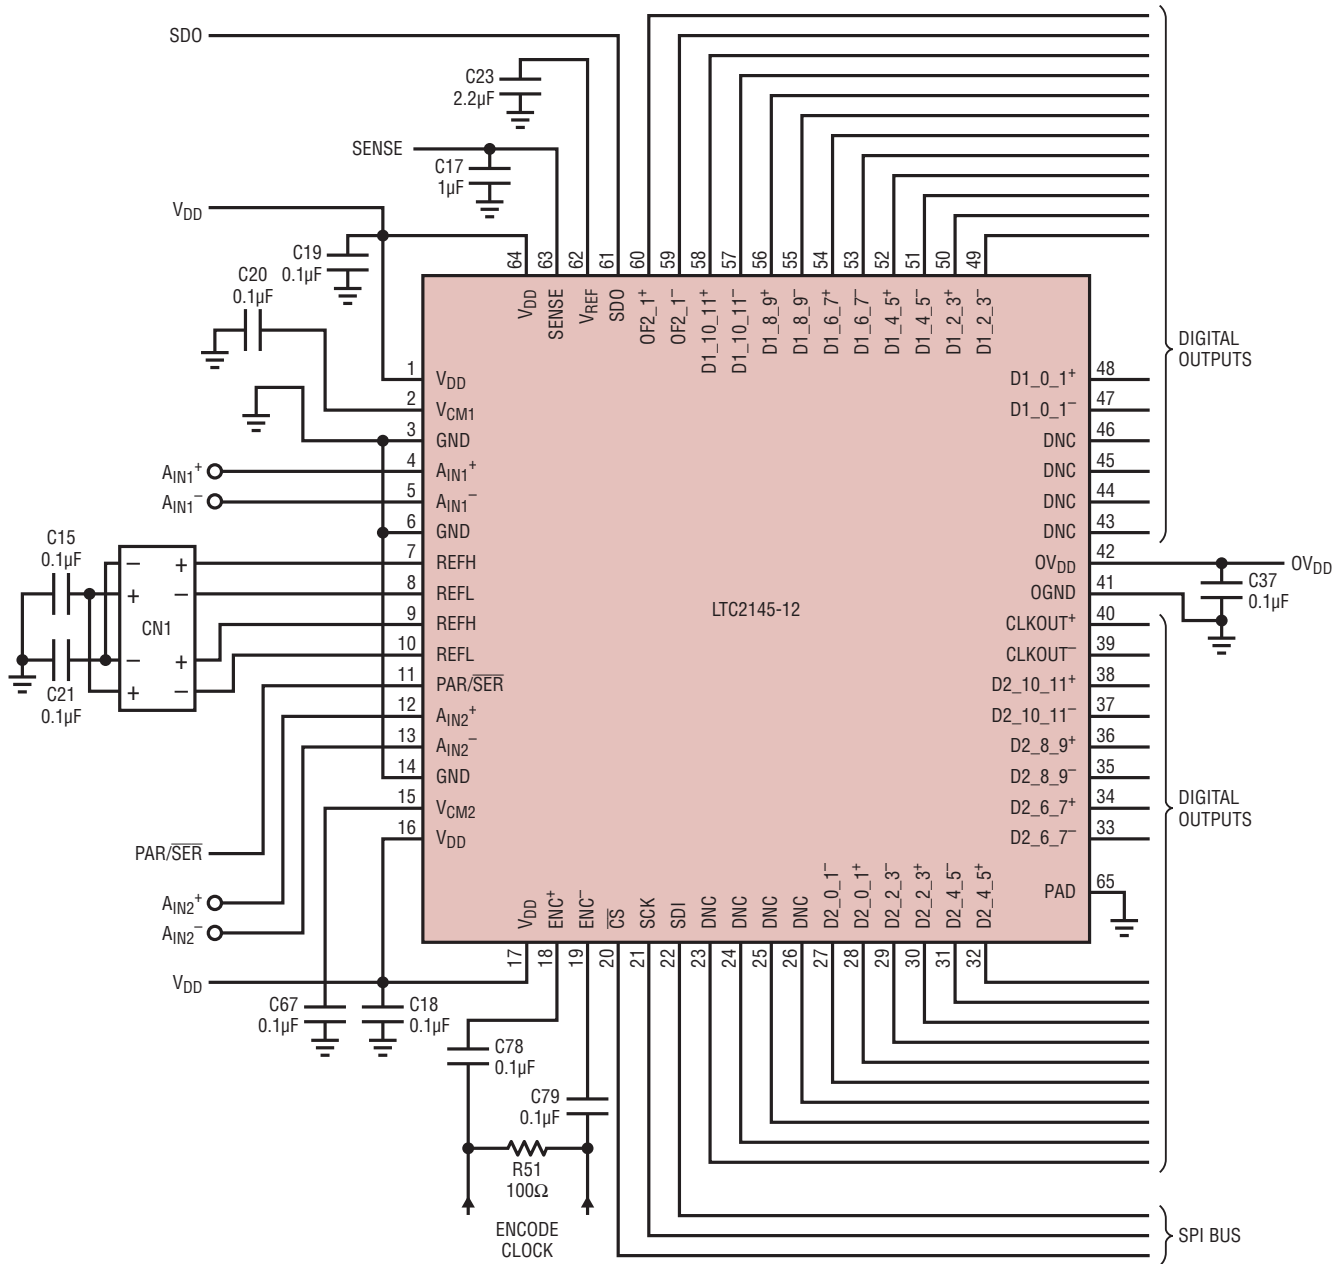 SDO
C23
2.2µF
SENSE
C17
1µF
VDD
C19
0.1µF
C20
0.1µF
64
63
62
61
60
59
58
57
56
55
54
53
52
51
50
49
VDD
SENSE
VREF
SDO
OF2_1+
OF2_1–
D1_10_11+
D1_10_11–
D1_8_9+
D1_8_9–
D1_6_7+
D1_6_7–
D1_4_5+
D1_4_5–
D1_2_3+
D1_2_3–
DIGITAL
OUTPUTS
1
VDD
2
VCM1
3
GND
4
AIN1+
5
AIN1–
6
GND
7
REFH
8
REFL
9
REFH
10
REFL
11
PAR/SER
12
AIN2+
13
AIN2–
14
GND
15
VCM2
16
VDD
AIN1+
AIN1–
C15
0.1µF
– +
+ –
CN1
– +
+ –
C21
0.1µF
PAR/SER
AIN2+
AIN2–
VDD
LTC2145-12
D1_0_1+ 48
D1_0_1– 47
DNC 46
DNC 45
DNC 44
DNC 43
OVDD 42
OGND 41
CLKOUT+ 40
CLKOUT– 39
D2_10_11+ 38
D2_10_11– 37
D2_8_9+ 36
D2_8_9– 35
D2_6_7+ 34
D2_6_7– 33
PAD 65
OVDD
C37
0.1µF
DIGITAL
OUTPUTS
VDD
ENC+
ENC–
CS
SCK
SDI
DNC
DNC
DNC
DNC
D2_0_1–
D2_0_1+
D2_2_3–
D2_2_3+
D2_4_5–
D2_4_5+
17
18
19
20
21
22
23
24
25
26
27
28
29
30
31
32
C67
0.1µF
C18
0.1µF
C78
0.1µF
C79
0.1µF
R51
100Ω
ENCODE
CLOCK
SPI BUS